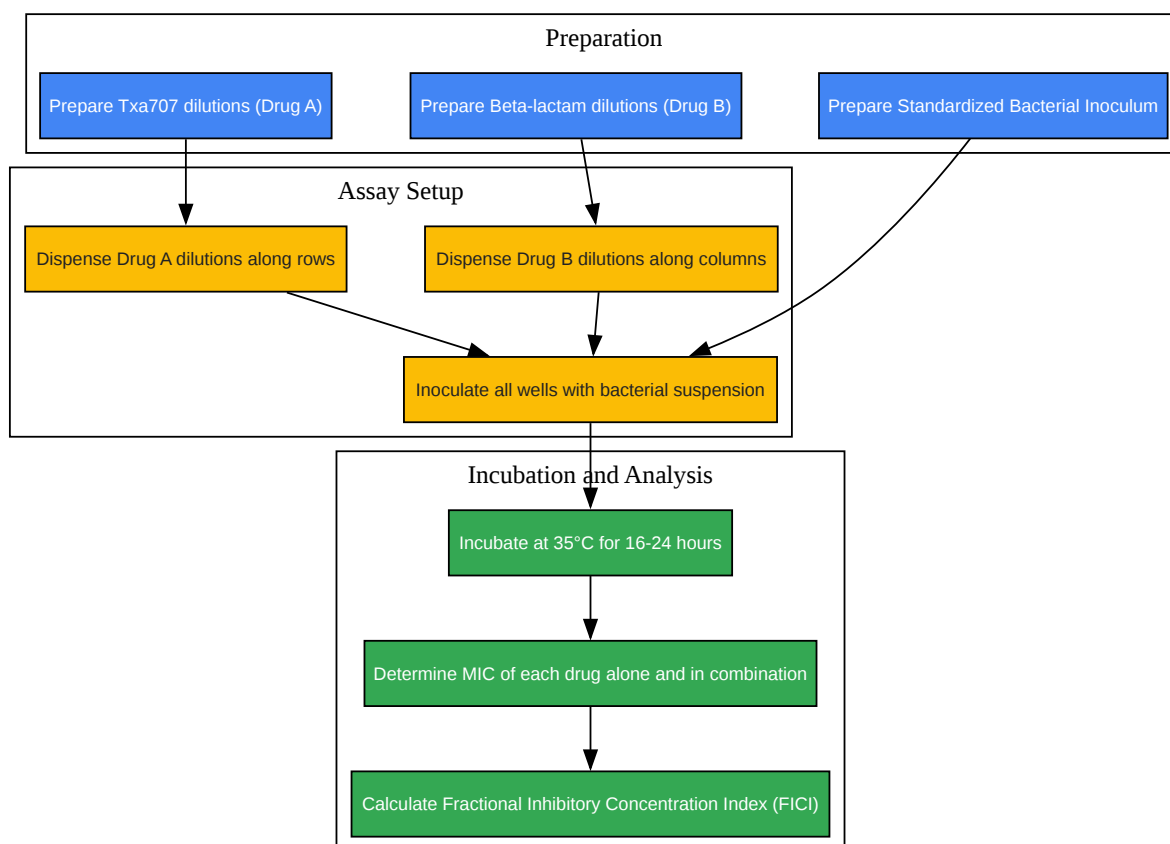 Preparation
Prepare Txa707 dilutions (Drug A)
Prepare Beta-lactam dilutions (Drug B)
Prepare Standardized Bacterial Inoculum
Assay Setup
Dispense Drug A dilutions along rows
Dispense Drug B dilutions along columns
Inoculate all wells with bacterial suspension
Incubation and Analysis
Incubate at 35°C for 16-24 hours
Determine MIC of each drug alone and in combination
Calculate Fractional Inhibitory Concentration Index (FICI)